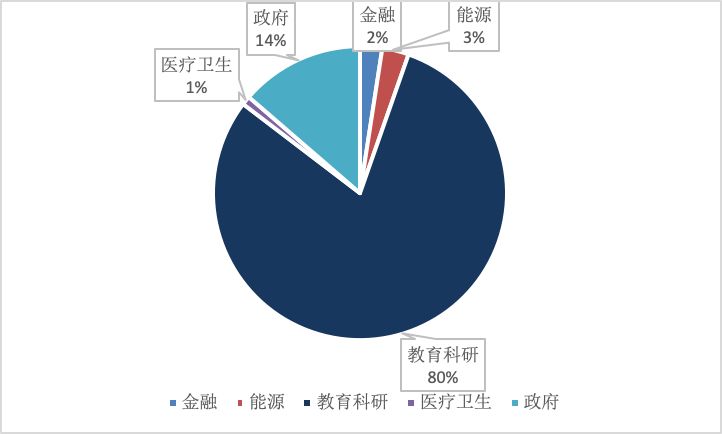 政府
14%
金融
2%
能源
3%
医疗卫生
1%
教育科研
80%
金融 能源 教育科研 医疗卫生 政府